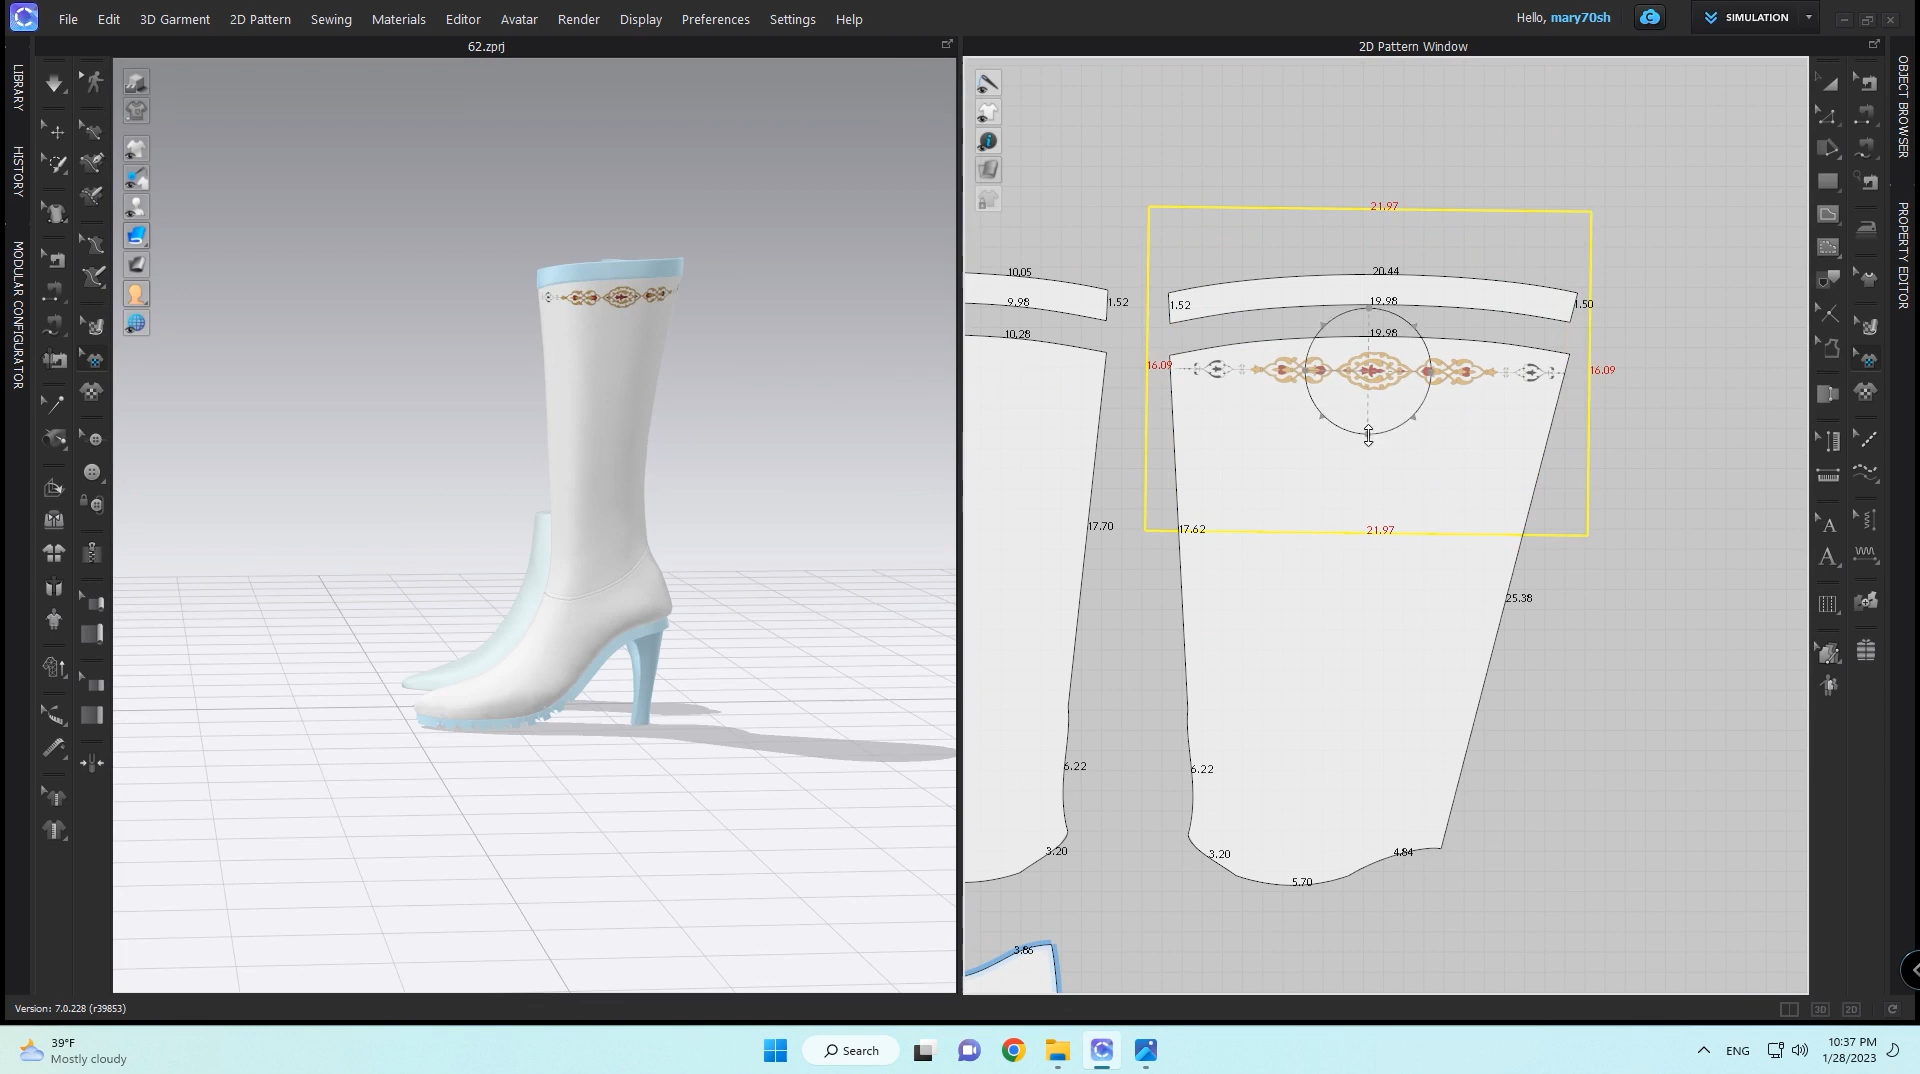 File Edit 3D Garment 2D Pattern Sewing Materials Editor Avatar Render Display Preferences Settings Help
Hello, mary70sh
SIMULATION
62.zprj
2D Pattern Window
LIBRARY
HISTORY
MODULAR CONFIGURATOR
OBJECT BROWSER
PROPERTY EDITOR
21.97
10.05
20.44
9.98
1.52
1.52
19.98
1.50
10.28
19.98
16.09
16.09
17.70
17.62
21.97
25.38
6.22
6.22
3.20
3.20
4.84
5.70
3.86
Version: 7.0.228 (r39853)
3D
2D
39°F
Mostly cloudy
Search
ENG
10:37 PM
1/28/2023